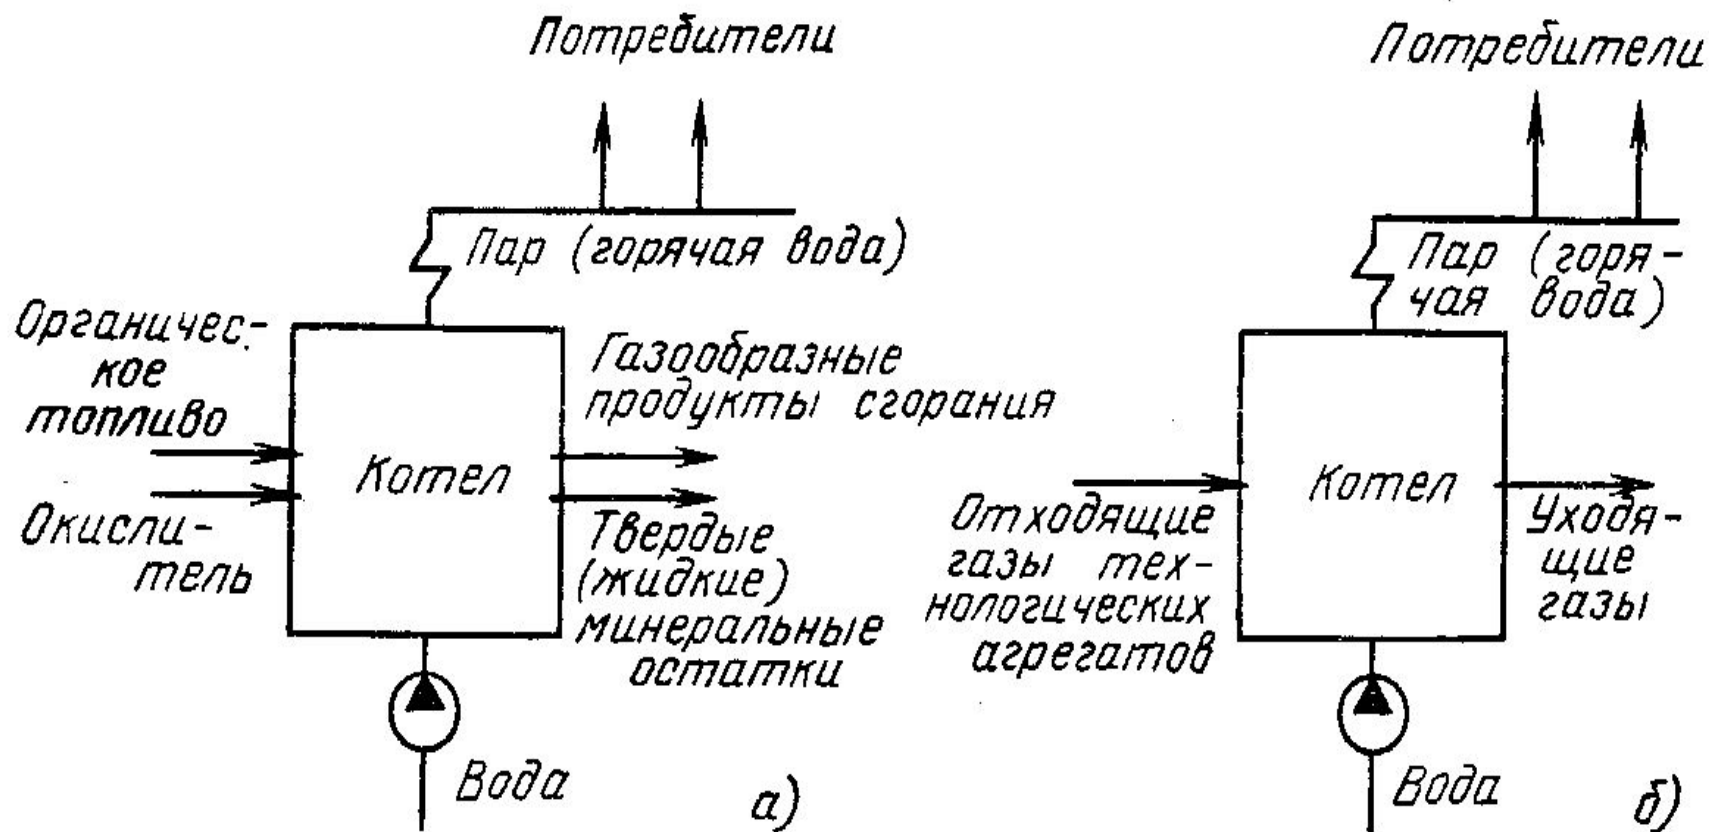 Потребители
Пар (горячая вода)
Органичес-
кое
топливо
Окисли-
тель
Котел
Газообразные
продукты сгорания
Твердые
(жидкие)
минеральные
остатки
Вода
а)
Потребители
Пар (горя-
чая вода)
Отходящие
газы тех-
нологических
агрегатов
Котел
Уходя-
щие
газы
Вода
б)